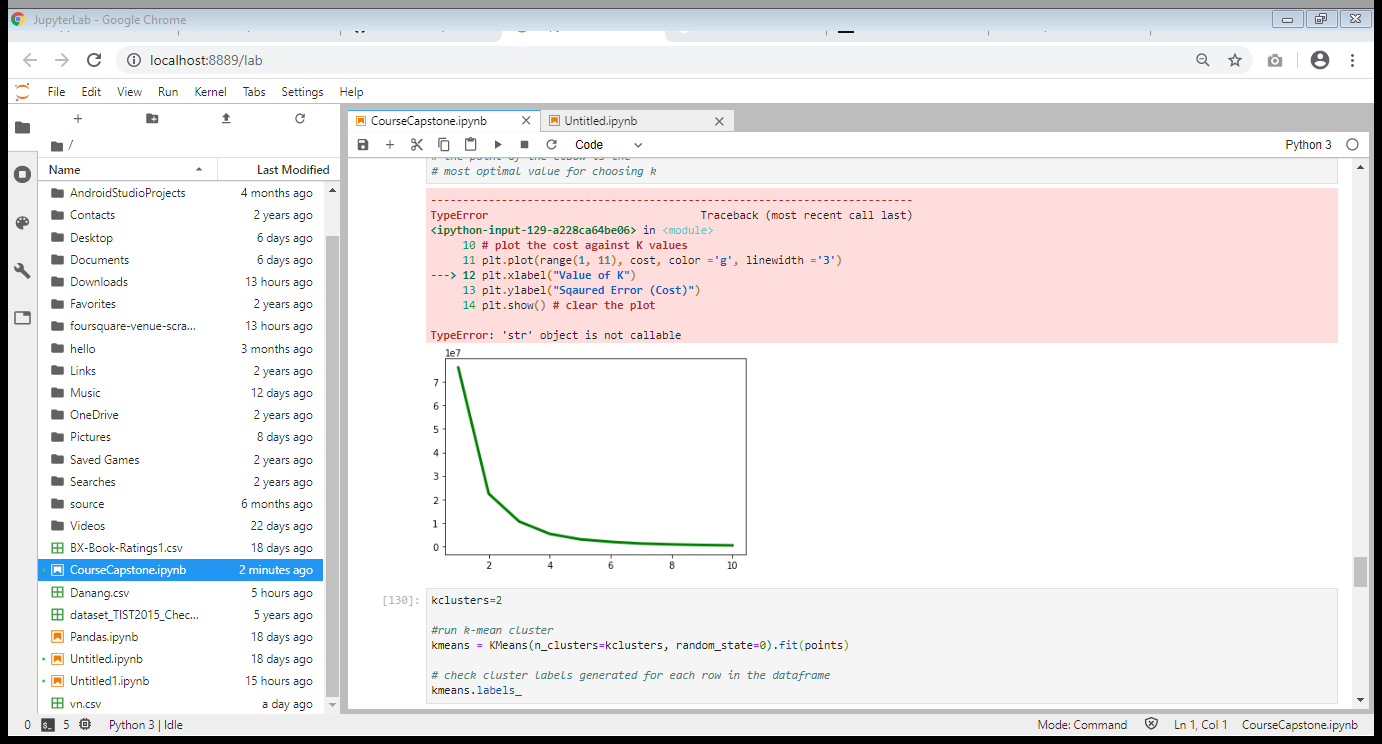 JupyterLab - Google Chrome
localhost:8889/lab
File Edit View Run Kernel Tabs Settings Help
CourseCapstone.ipynb
Untitled.ipynb
Code
Python 3
/
Name Last Modified
AndroidStudioProjects 4 months ago
Contacts 2 years ago
Desktop 6 days ago
Documents 6 days ago
Downloads 13 hours ago
Favorites 2 years ago
foursquare-venue-scra... 13 hours ago
hello 3 months ago
Links 2 years ago
Music 12 days ago
OneDrive 2 years ago
Pictures 8 days ago
Saved Games 2 years ago
Searches 2 years ago
source 6 months ago
Videos 22 days ago
BX-Book-Ratings1.csv 18 days ago
CourseCapstone.ipynb 2 minutes ago
Danang.csv 5 hours ago
dataset_TIST2015_Chec... 5 years ago
Pandas.ipynb 18 days ago
Untitled.ipynb 18 days ago
Untitled1.ipynb 15 hours ago
vn.csv a day ago
# the point of the elbow is the
# most optimal value for choosing k
---------------------------------------------------------------------------
TypeError Traceback (most recent call last)
<ipython-input-129-a228ca64be06> in <module>
10 # plot the cost against K values
11 plt.plot(range(1, 11), cost, color ='g', linewidth ='3')
---> 12 plt.xlabel("Value of K")
13 plt.ylabel("Sqaured Error (Cost)")
14 plt.show() # clear the plot
TypeError: 'str' object is not callable
1e7
7
6
5
4
3
2
1
0
2 4 6 8 10
[130]: kclusters=2
#run k-mean cluster
kmeans = KMeans(n_clusters=kclusters, random_state=0).fit(points)
# check cluster labels generated for each row in the dataframe
kmeans.labels_
0 5 Python 3 | Idle
Mode: Command Ln 1, Col 1 CourseCapstone.ipynb